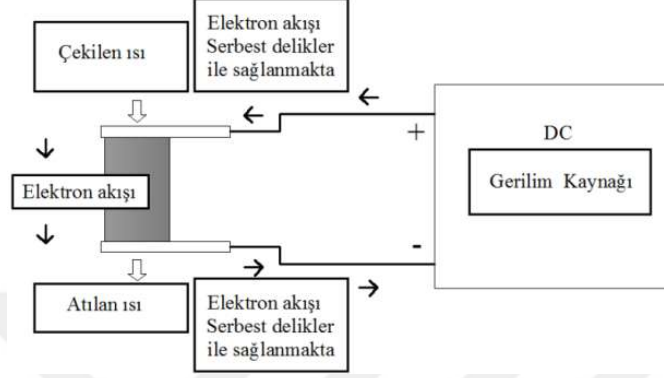 Çekilen ısı
Elektron akışı
Serbest delikler
ile sağlanmakta
+
DC
Gerilim Kaynağı
Elektron akışı
-
Atılan ısı
Elektron akışı
Serbest delikler
ile sağlanmakta